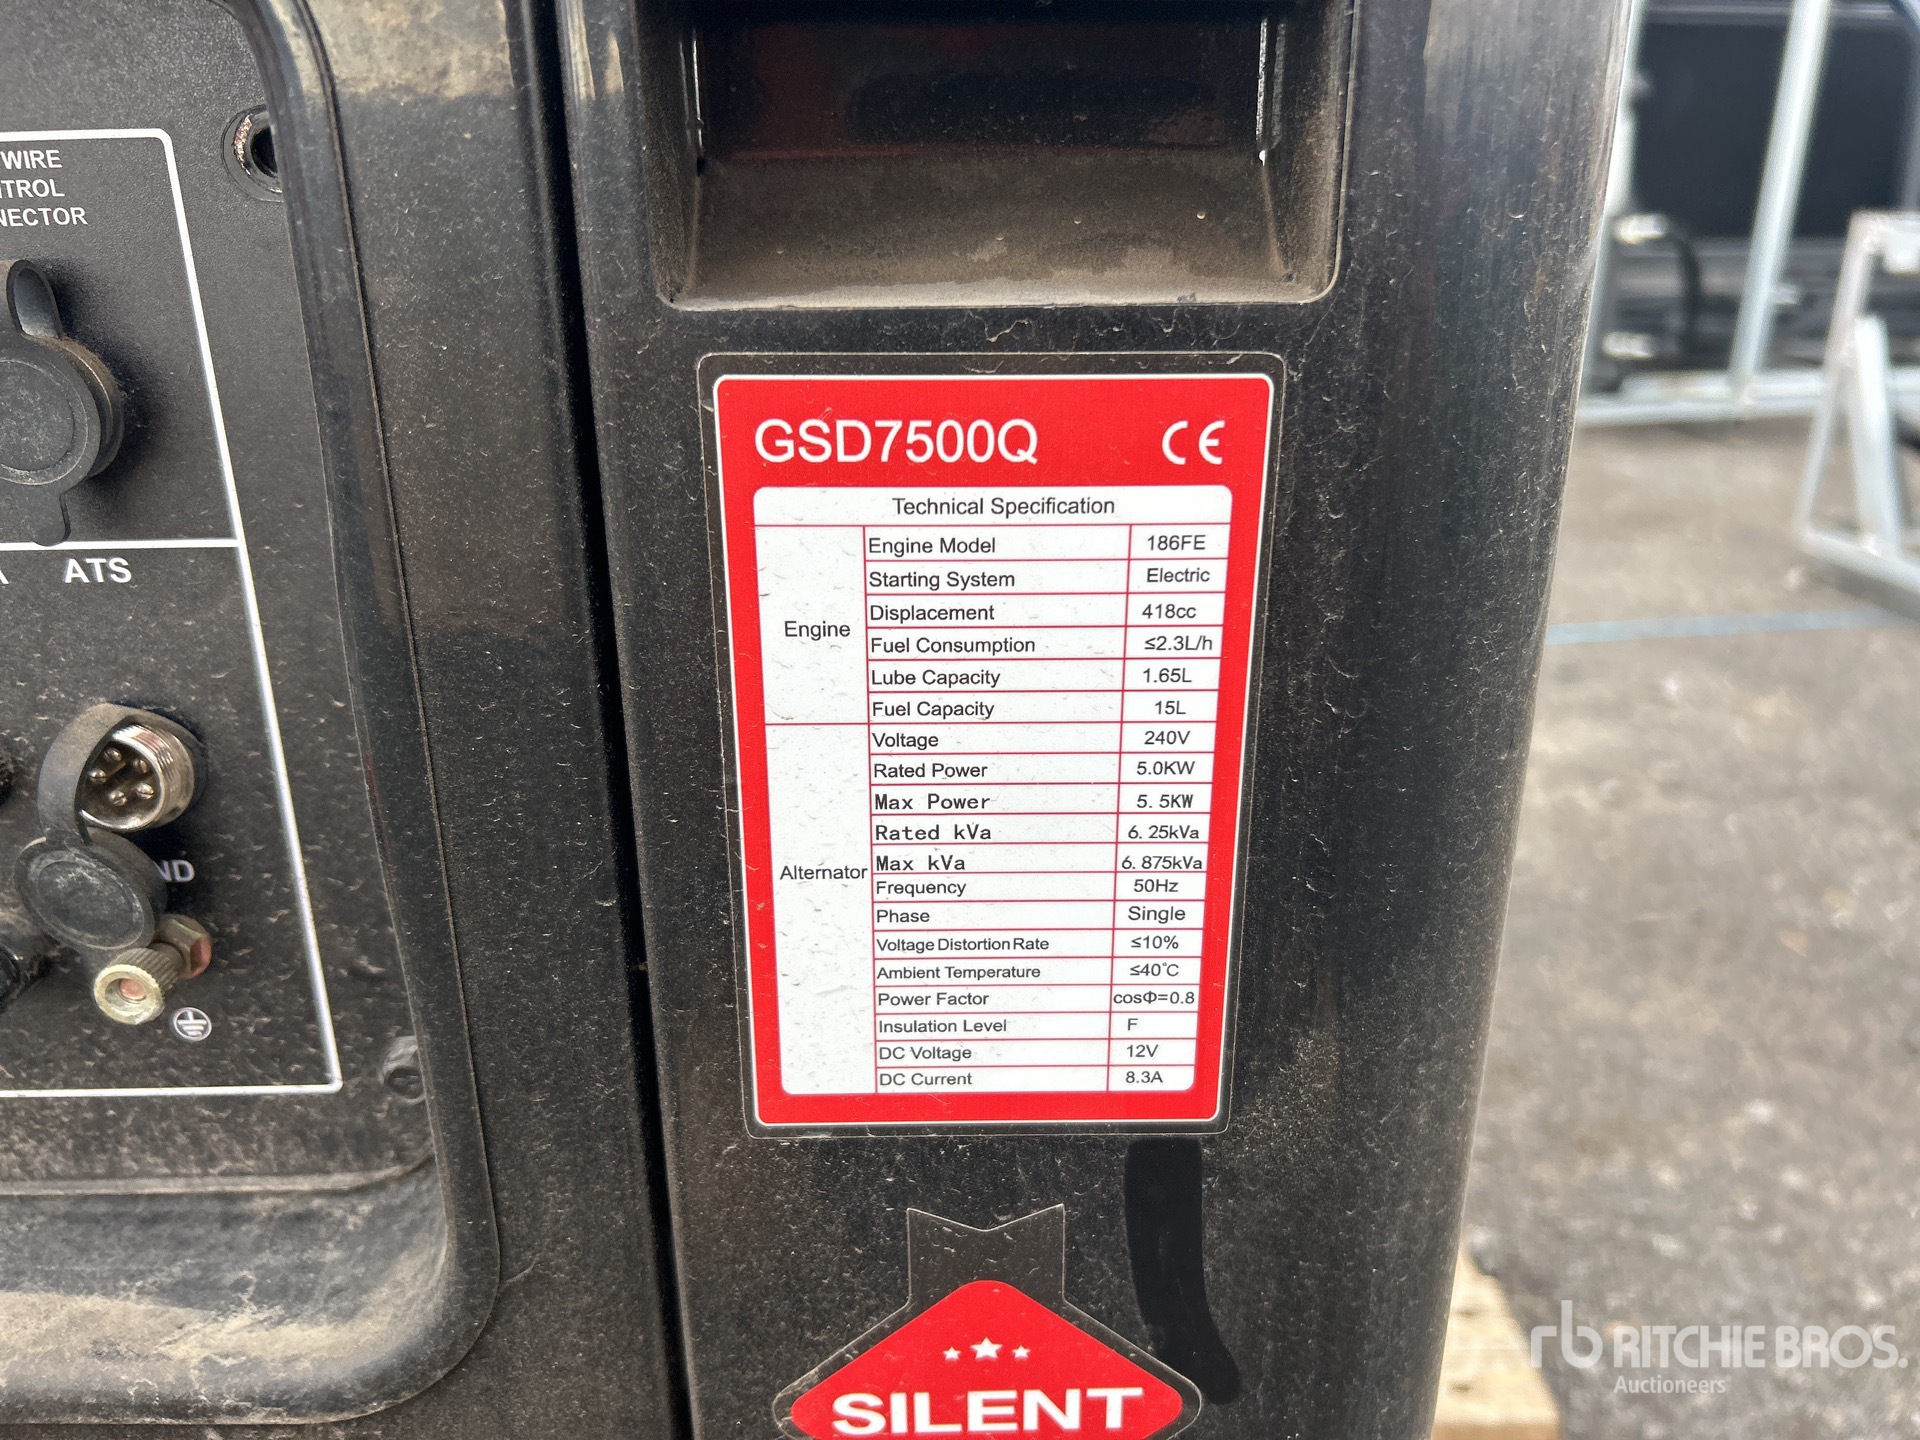 WIRE
NTROL
NECTOR
ATS
ND
GSD7500Q CE
Technical Specification
Engine
Engine Model 186FE
Starting System Electric
Displacement 418cc
Fuel Consumption ≤2.3L/h
Lube Capacity 1.65L
Fuel Capacity 15L
Alternator
Voltage 240V
Rated Power 5.0KW
Max Power 5.5KW
Rated kVa 6.25kVa
Max kVa 6.875kVa
Frequency 50Hz
Phase Single
Voltage Distortion Rate ≤10%
Ambient Temperature ≤40℃
Power Factor cosΦ=0.8
Insulation Level F
DC Voltage 12V
DC Current 8.3A
SILENT
rb RITCHIE BROS.
Auctioneers